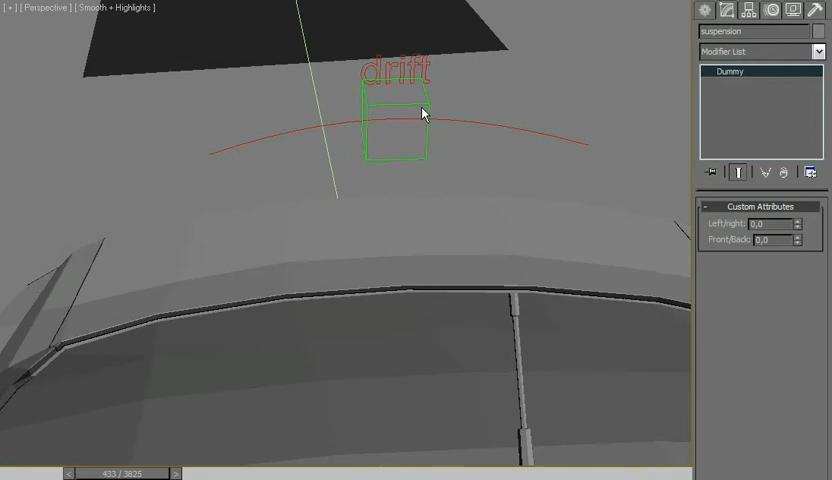 [ + ] [ Perspective ] [ Smooth + Highlights ]
drift
suspension
Modifier List
Dummy
- Custom Attributes
Left/right: 0,0
Front/Back: 0,0
< 433 / 3825 >